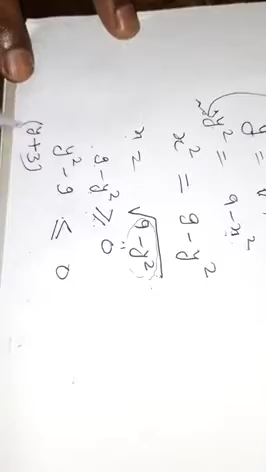 y =
y² = 9 - x²
x² = 9 - y²
x = √9 - y²
9 - y² ≥ 0
y² - 9 ≤ 0
(y + 3)